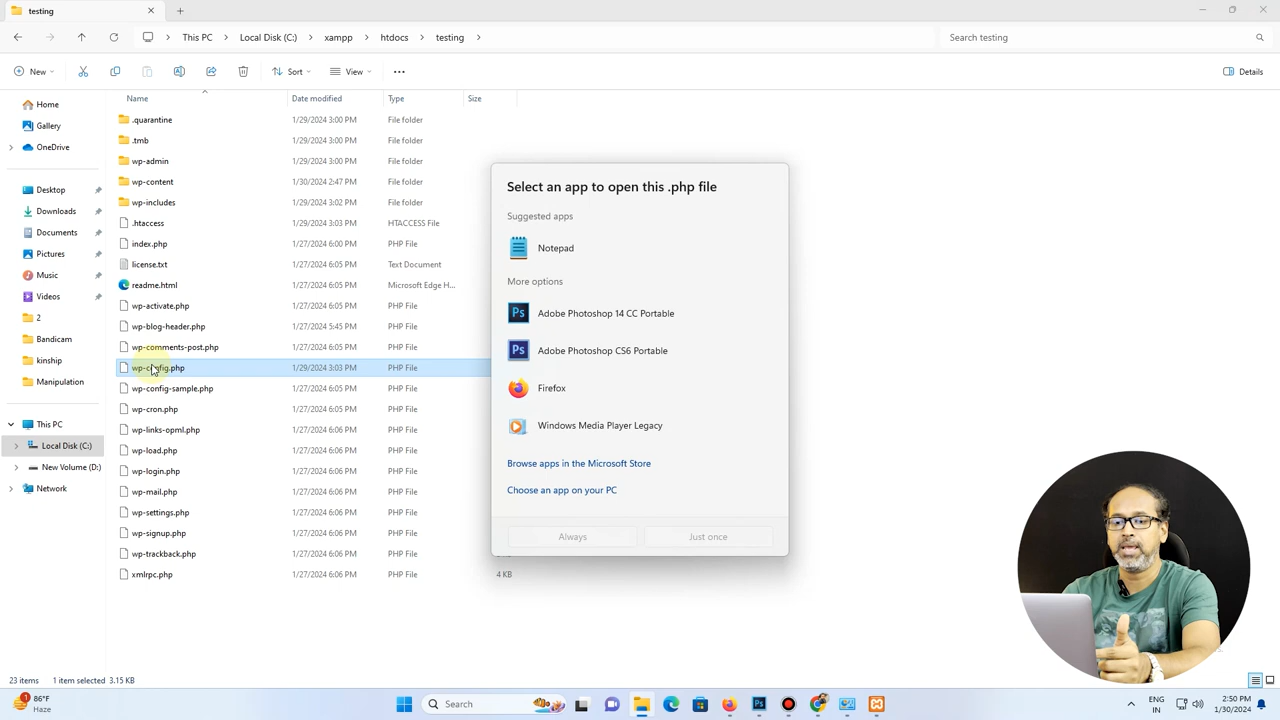 testing
This PC
Local Disk (C:)
xampp
htdocs
testing
Search testing
New
Sort
View
Details
Name
Date modified
Type
Size
Home
Gallery
OneDrive
Desktop
Downloads
Documents
Pictures
Music
Videos
2
Bandicam
kinship
Manipulation
This PC
Local Disk (C:)
New Volume (D:)
Network
.quarantine 1/29/2024 3:00 PM File folder
.tmb 1/29/2024 3:00 PM File folder
wp-admin 1/29/2024 3:00 PM File folder
wp-content 1/30/2024 2:47 PM File folder
wp-includes 1/29/2024 3:02 PM File folder
.htaccess 1/29/2024 3:03 PM HTACCESS File
index.php 1/27/2024 6:00 PM PHP File
license.txt 1/27/2024 6:05 PM Text Document
readme.html 1/27/2024 6:05 PM Microsoft Edge H...
wp-activate.php 1/27/2024 6:05 PM PHP File
wp-blog-header.php 1/27/2024 5:45 PM PHP File
wp-comments-post.php 1/27/2024 6:05 PM PHP File
wp-config.php 1/29/2024 3:03 PM PHP File
wp-config-sample.php 1/27/2024 6:05 PM PHP File
wp-cron.php 1/27/2024 6:05 PM PHP File
wp-links-opml.php 1/27/2024 6:06 PM PHP File
wp-load.php 1/27/2024 6:06 PM PHP File
wp-login.php 1/27/2024 6:06 PM PHP File
wp-mail.php 1/27/2024 6:06 PM PHP File
wp-settings.php 1/27/2024 6:06 PM PHP File
wp-signup.php 1/27/2024 6:06 PM PHP File
wp-trackback.php 1/27/2024 6:06 PM PHP File
xmlrpc.php 1/27/2024 6:06 PM PHP File 4 KB
Select an app to open this .php file
Suggested apps
Notepad
More options
Ps Adobe Photoshop 14 CC Portable
Ps Adobe Photoshop CS6 Portable
Firefox
Windows Media Player Legacy
Browse apps in the Microsoft Store
Choose an app on your PC
Always
Just once
23 items 1 item selected 3.15 KB
1
86°F
Haze
Search
Ps
ENG
IN
2:50 PM
1/30/2024